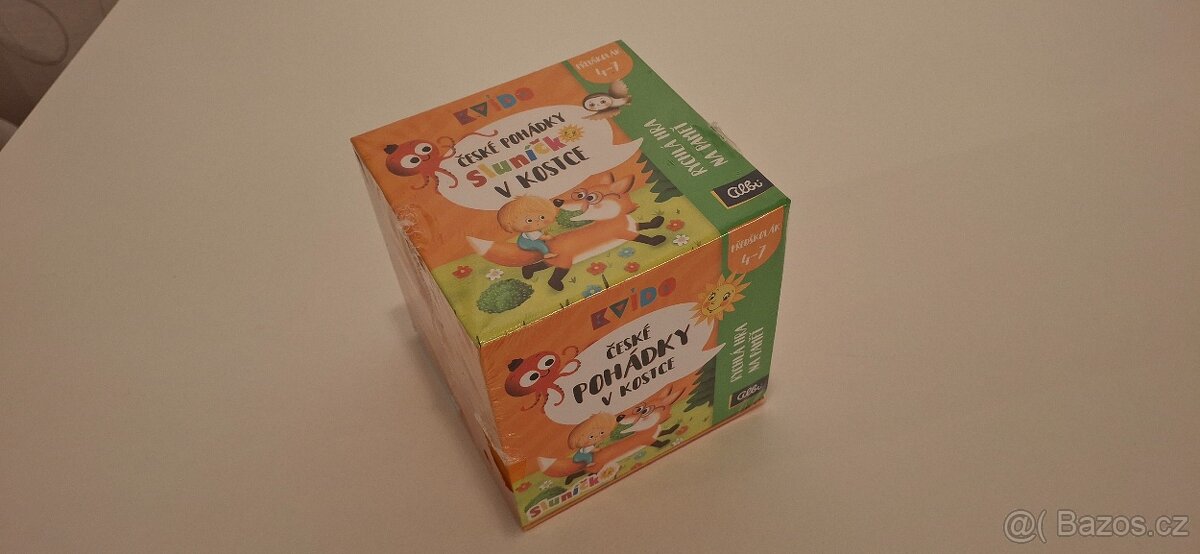 PŘEDŠKOLÁK
4-7
KVÍDO
ČESKÉ POHÁDKY
sluníčko
V KOSTCE
RYCHLÁ HRA
NA PAMĚŤ
albi
PŘEDŠKOLÁK
4-7
KVÍDO
ČESKÉ
POHÁDKY
V KOSTCE
RYCHLÁ HRA
NA PAMĚŤ
albi
sluníčko
@( Bazos.cz